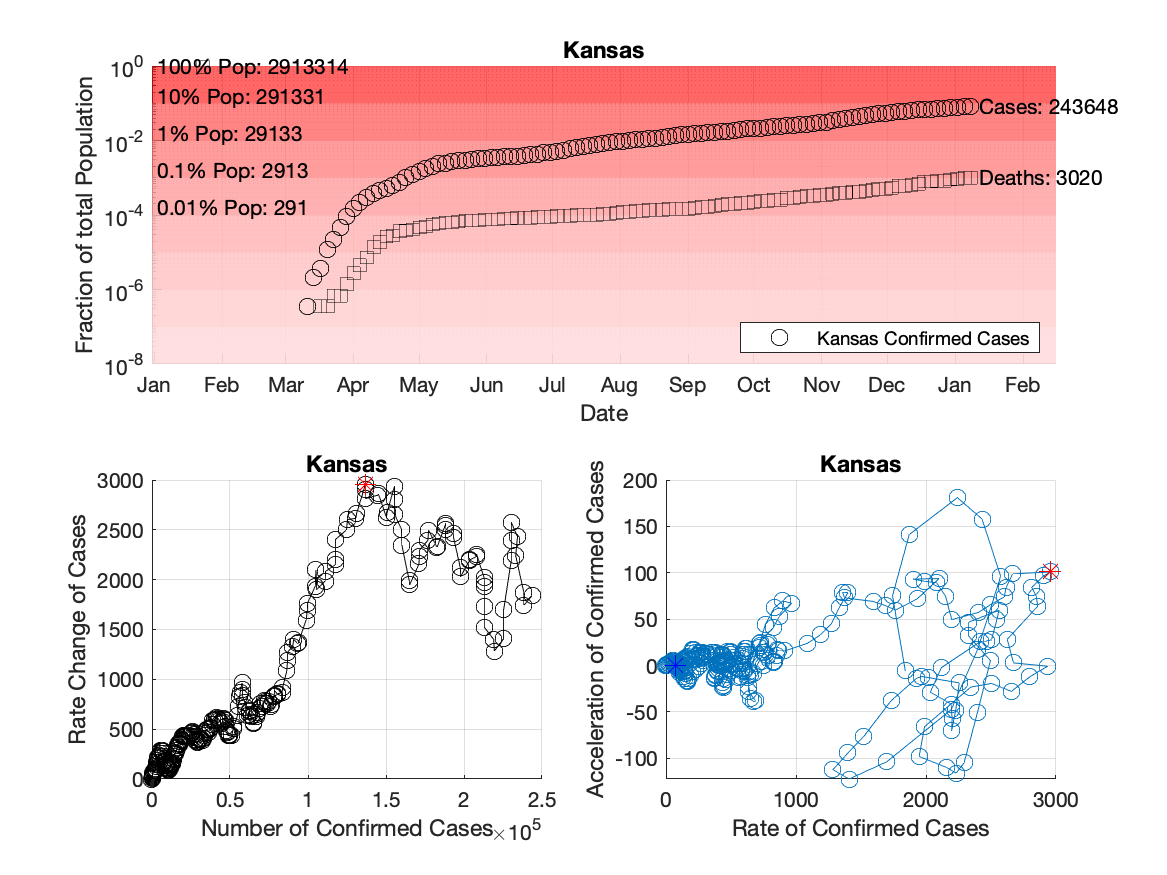 Kansas
10^0
100% Pop: 2913314
10% Pop: 291331
Cases: 243648
10^-2
1% Pop: 29133
0.1% Pop: 2913
Deaths: 3020
10^-4
0.01% Pop: 291
10^-6
10^-8
Fraction of total Population
Kansas Confirmed Cases
Jan Feb Mar Apr May Jun Jul Aug Sep Oct Nov Dec Jan Feb
Date
Kansas
3000
2500
2000
1500
1000
500
0
Rate Change of Cases
0 0.5 1 1.5 2 2.5
Number of Confirmed Cases ×10^5
Kansas
200
150
100
50
0
-50
-100
Acceleration of Confirmed Cases
0 1000 2000 3000
Rate of Confirmed Cases